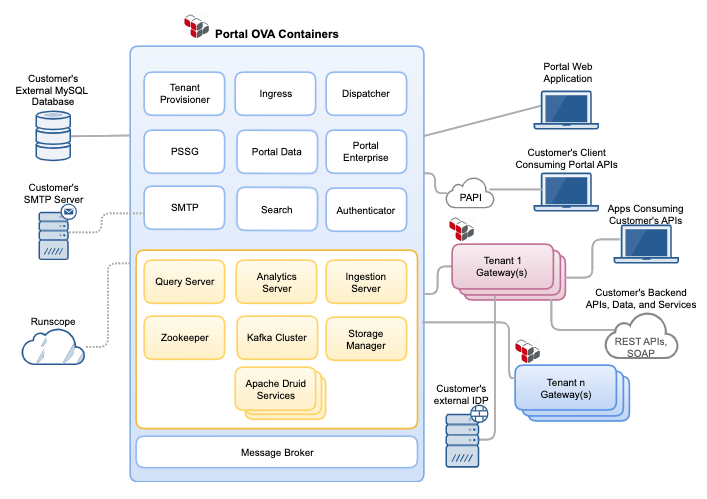 Portal OVA Containers
Customer's
External MySQL
Database
Customer's
SMTP Server
Runscope
Tenant
Provisioner
Ingress
Dispatcher
PSSG
Portal Data
Portal
Enterprise
SMTP
Search
Authenticator
Query Server
Analytics
Server
Ingestion
Server
Zookeeper
Kafka Cluster
Storage
Manager
Apache Druid
Services
Message Broker
Portal Web
Application
Customer's Client
Consuming Portal APIs
PAPI
Apps Consuming
Customer's APIs
Tenant 1
Gateway(s)
Customer's Backend
APIs, Data, and Services
REST APIs,
SOAP
Tenant n
Gateway(s)
Customer's
external IDP